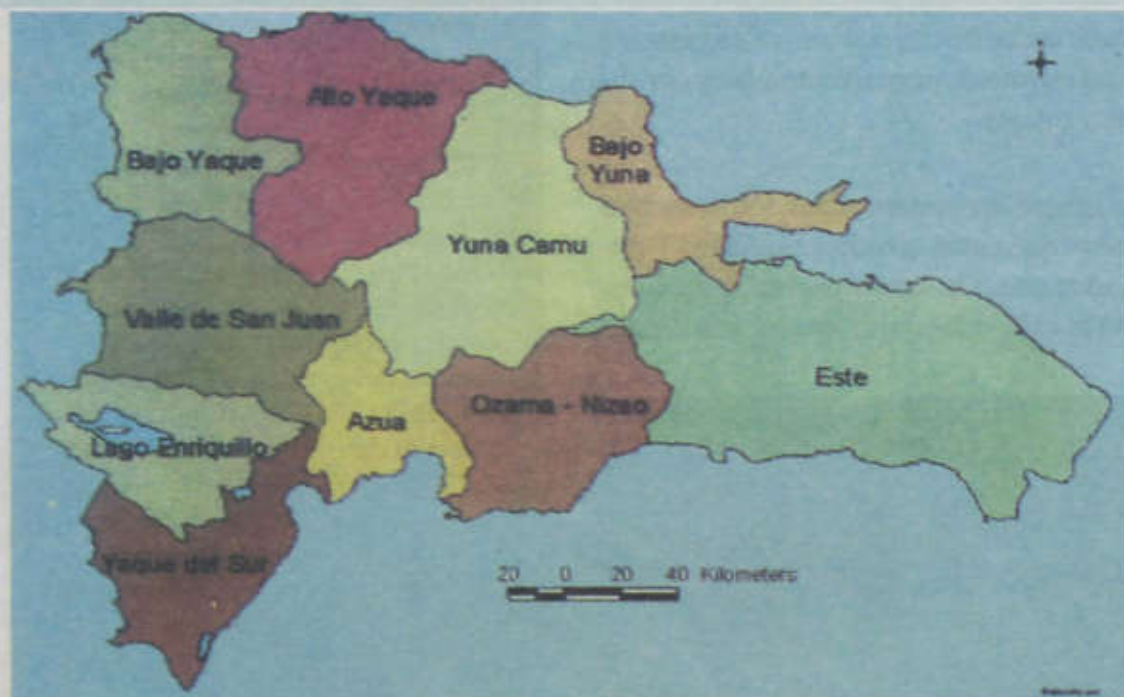 Alto Yaque
Bajo Yaque
Bajo
Yuna
Yuna Camu
Valle de San Juan
Este
Azua
Ozama - Nizao
Lago Enriquillo
Yaque del Sur
20 0 20 40 Kilometers